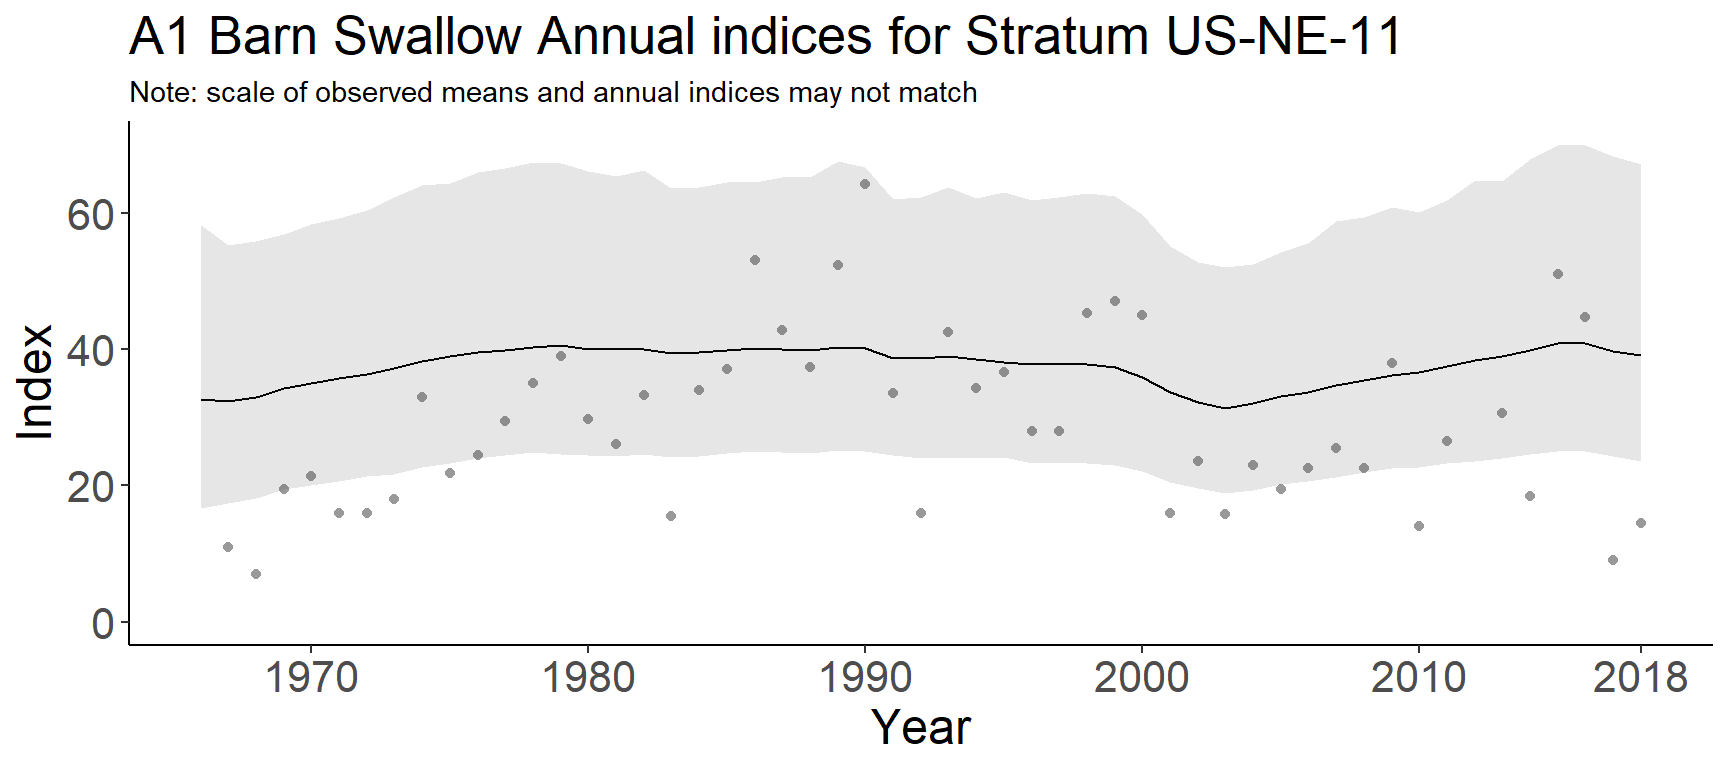 A1 Barn Swallow Annual indices for Stratum US-NE-11
Note: scale of observed means and annual indices may not match
60
40
20
0
Index
1970 1980 1990 2000 2010 2018
Year